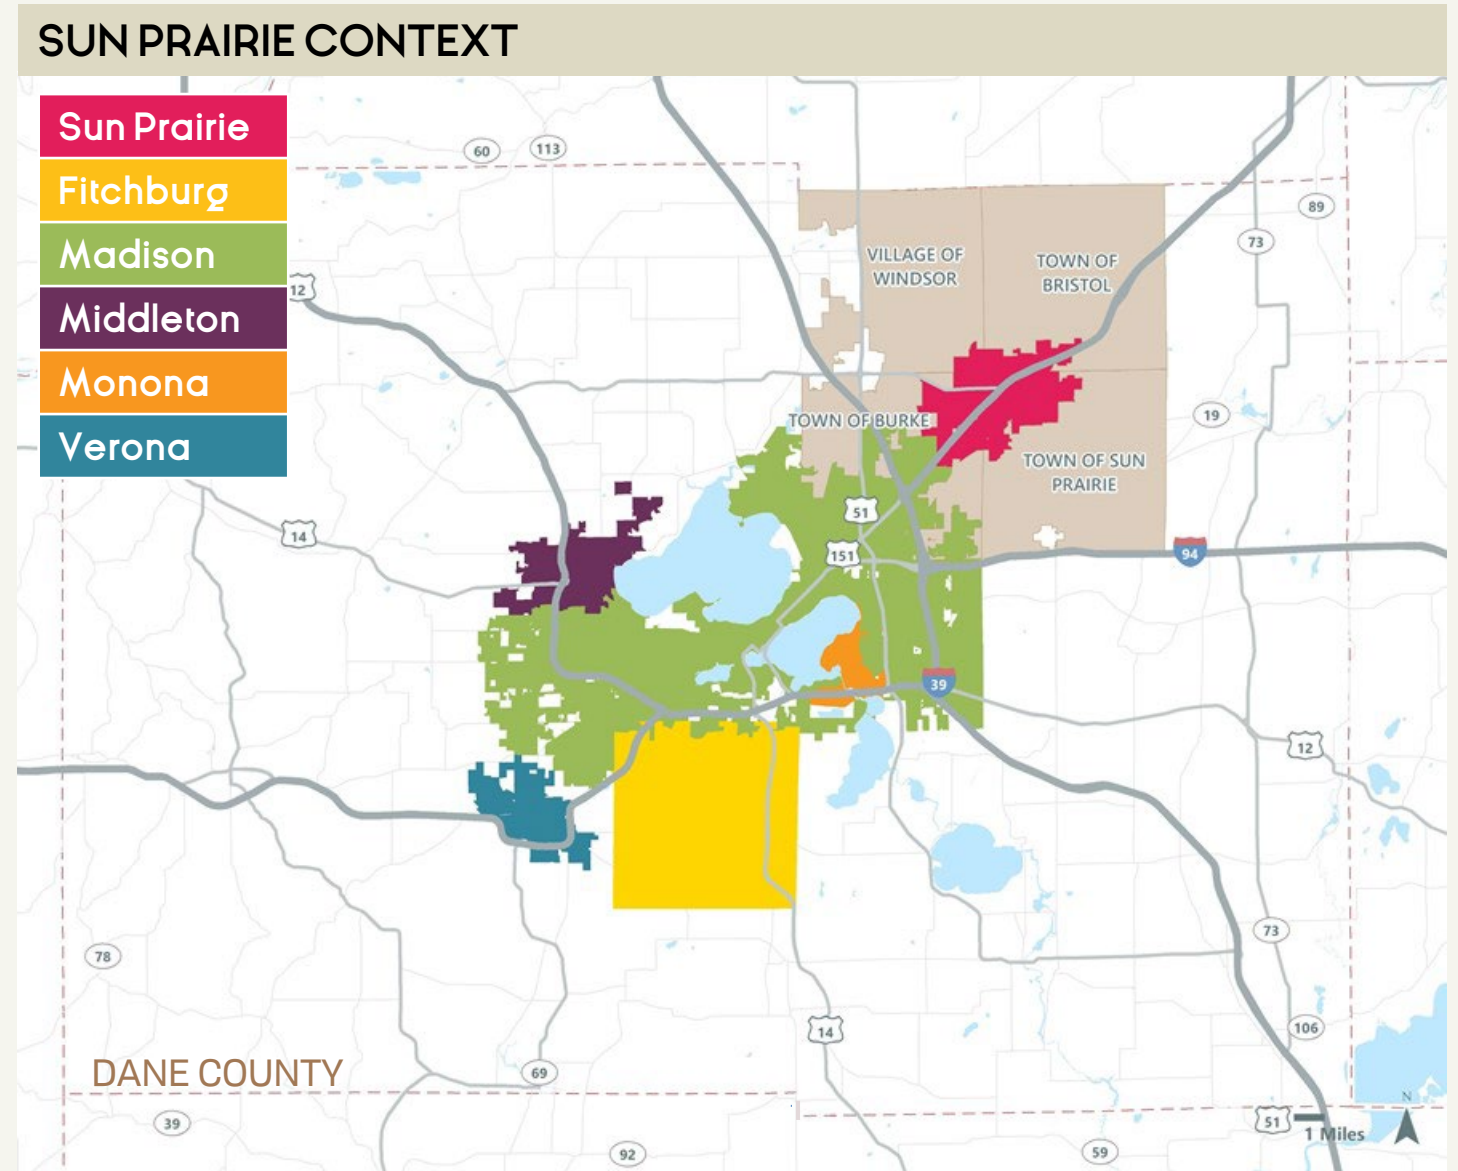 SUN PRAIRIE CONTEXT
Sun Prairie
Fitchburg
Madison
Middleton
Monona
Verona
60
113
89
73
12
VILLAGE OF
WINDSOR
TOWN OF
BRISTOL
19
TOWN OF BURKE
TOWN OF SUN
PRAIRIE
51
14
151
94
39
12
78
73
14
106
DANE COUNTY
69
39
51
1 Miles
N
92
59